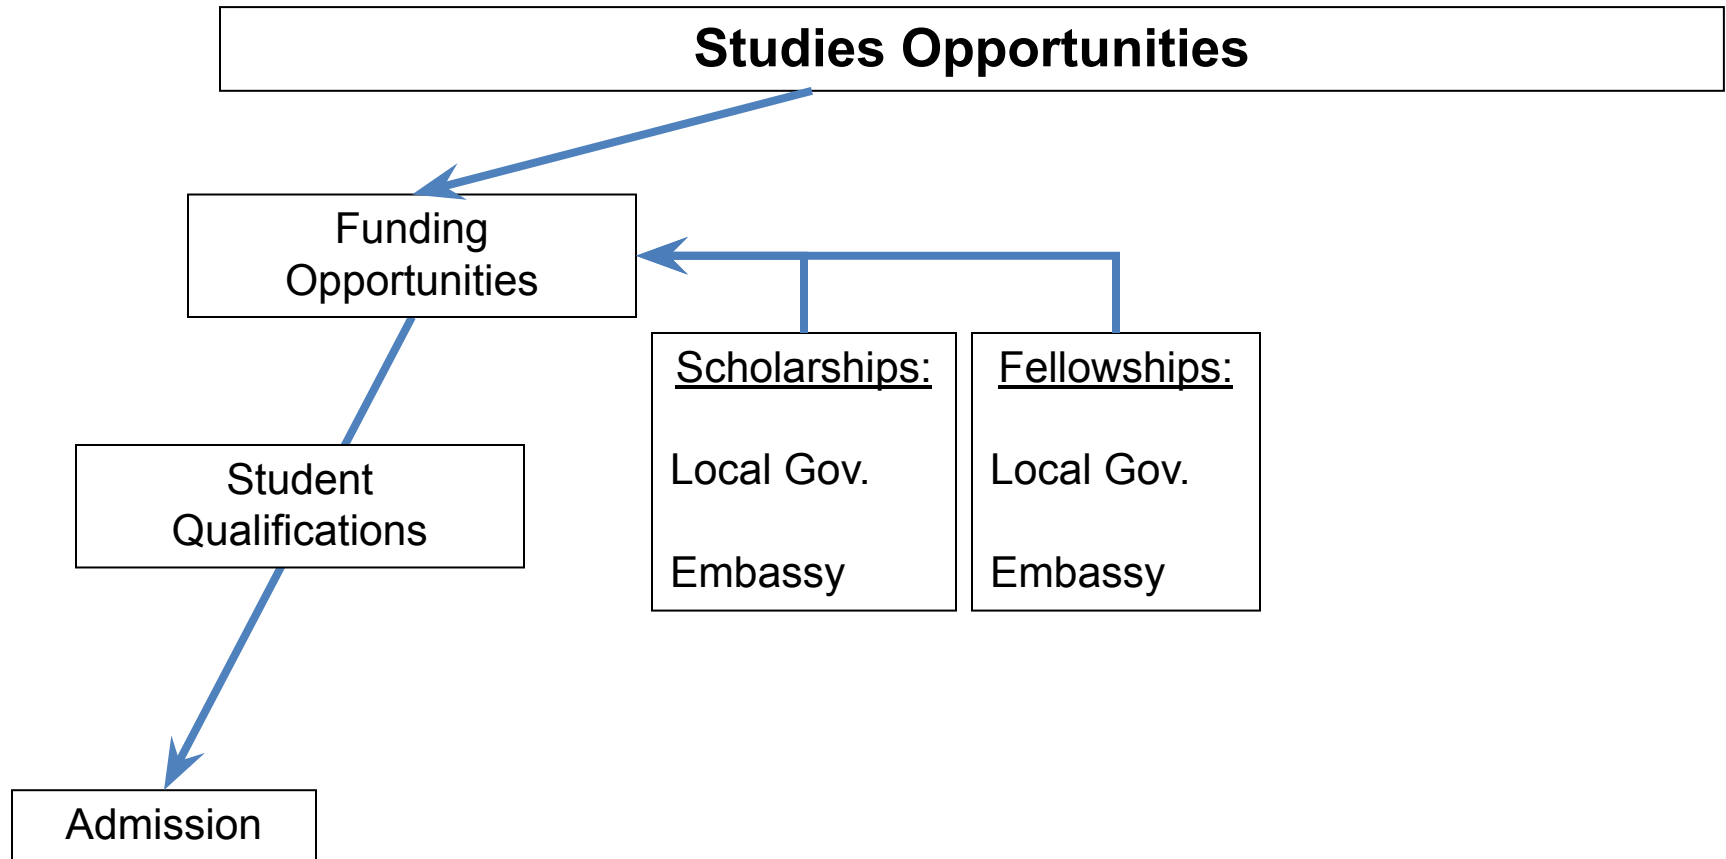 Studies Opportunities
Funding
Opportunities
Scholarships:
Local Gov.
Embassy
Fellowships:
Local Gov.
Embassy
Student
Qualifications
Admission